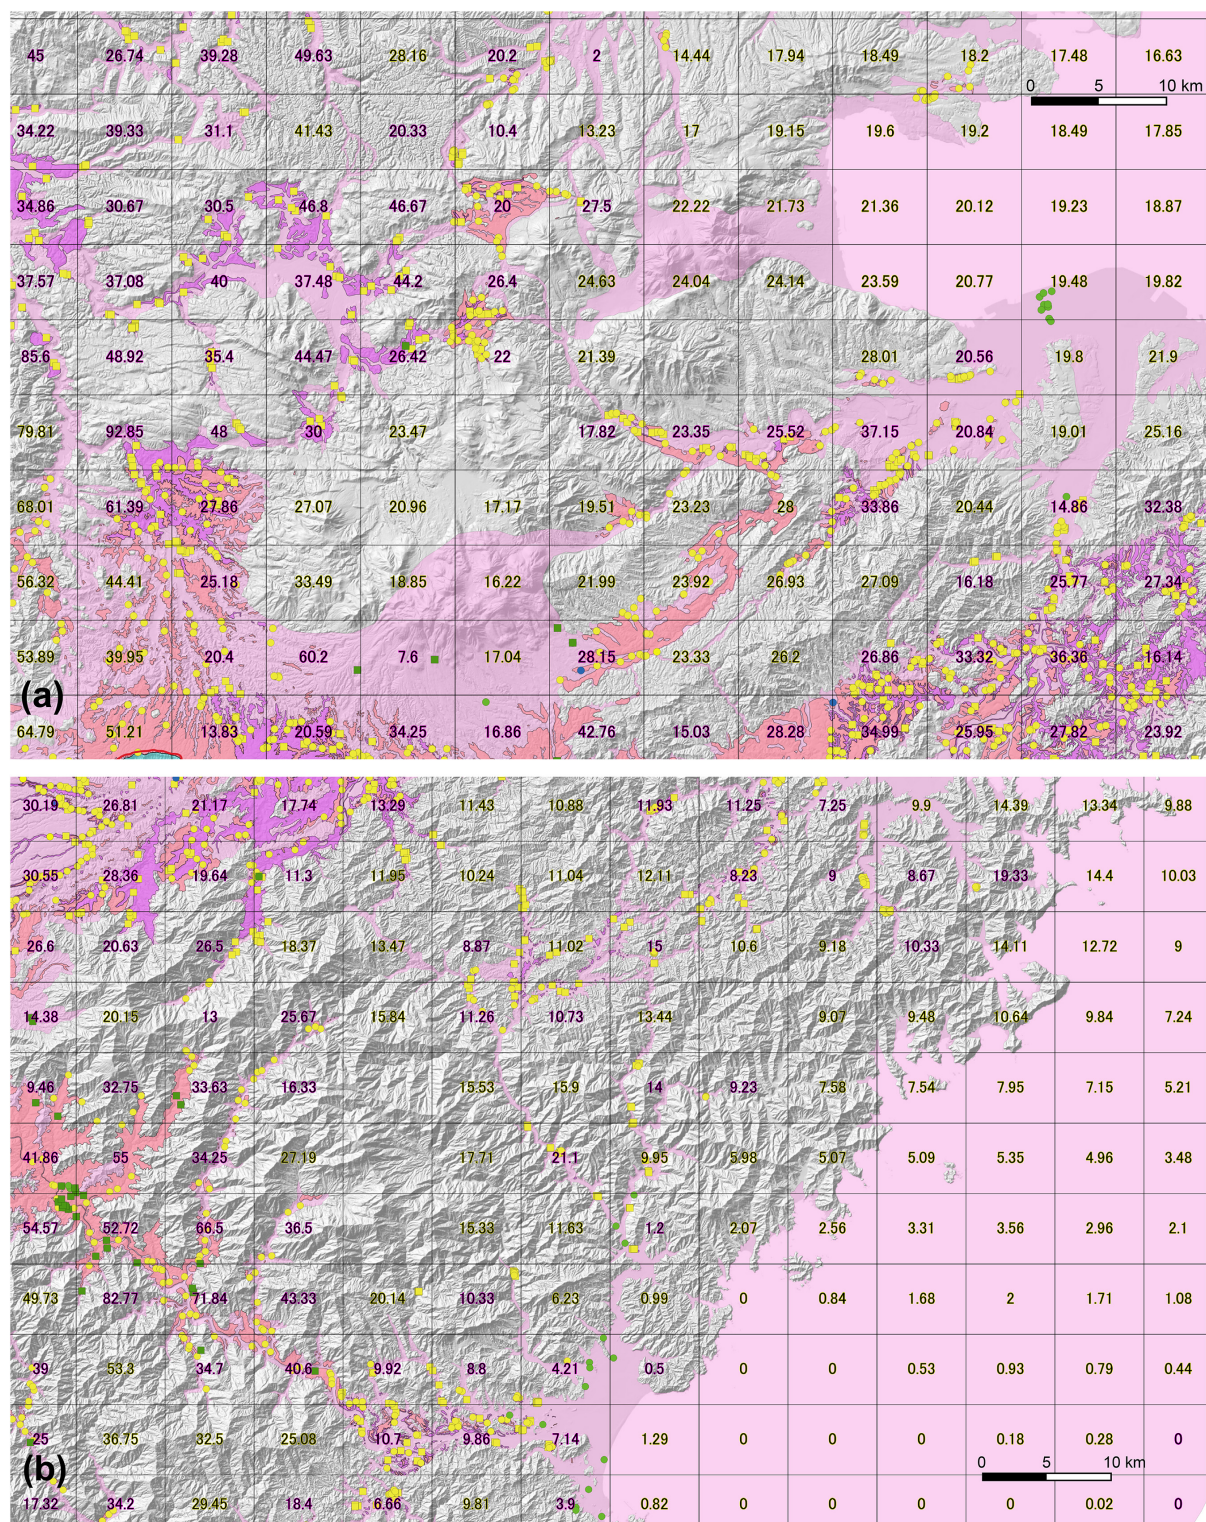 45 26.74 39.28 49.63 28.16 20.2 2 14.44 17.94 18.49 18.2 17.48 16.63
0 5 10 km
34.22 39.33 31.1 41.43 20.33 10.4 13.23 17 19.15 19.6 19.2 18.49 17.85
34.86 30.67 30.5 46.8 46.67 20 27.5 22.22 21.73 21.36 20.12 19.23 18.87
37.57 37.08 40 37.48 44.2 26.4 24.63 24.04 24.14 23.59 20.77 19.48 19.82
85.6 48.92 35.4 44.47 26.42 22 21.39 28.01 20.56 19.8 21.9
79.81 92.85 48 30 23.47 17.82 23.35 25.52 37.15 20.84 19.01 25.16
68.01 61.39 27.86 27.07 20.96 17.17 19.51 23.23 28 33.86 20.44 14.86 32.38
56.32 44.41 25.18 33.49 18.85 16.22 21.99 23.92 26.93 27.09 16.18 25.77 27.34
53.89 39.95 20.4 60.2 7.6 17.04 28.15 23.33 26.2 26.86 33.32 36.36 16.14
(a)
64.79 51.21 13.83 20.59 34.25 16.86 42.76 15.03 28.28 34.99 25.95 27.82 23.92
30.19 26.81 21.17 17.74 13.29 11.43 10.88 11.93 11.25 7.25 9.9 14.39 13.34 9.88
30.55 28.36 19.64 11.3 11.95 10.24 11.04 12.11 8.23 9 8.67 19.33 14.4 10.03
26.6 20.63 26.5 18.37 13.47 8.87 11.02 15 10.6 9.18 10.33 14.11 12.72 9
14.38 20.15 13 25.67 15.84 11.26 10.73 13.44 9.07 9.48 10.64 9.84 7.24
9.46 32.75 33.63 16.33 15.53 15.9 14 9.23 7.58 7.54 7.95 7.15 5.21
41.86 55 34.25 27.19 17.71 21.1 9.95 5.98 5.07 5.09 5.35 4.96 3.48
54.57 52.72 66.5 36.5 15.33 11.63 1.2 2.07 2.56 3.31 3.56 2.96 2.1
49.73 82.77 71.84 43.33 20.14 10.33 6.23 0.99 0 0.84 1.68 2 1.71 1.08
39 53.3 34.7 40.6 9.92 8.8 4.21 0.5 0 0 0.53 0.93 0.79 0.44
25 36.75 32.5 25.08 10.7 9.86 7.14 1.29 0 0 0 0.18 0.28 0
(b)
0 5 10 km
17.32 34.2 29.45 18.4 6.66 9.81 3.9 0.82 0 0 0 0 0.02 0